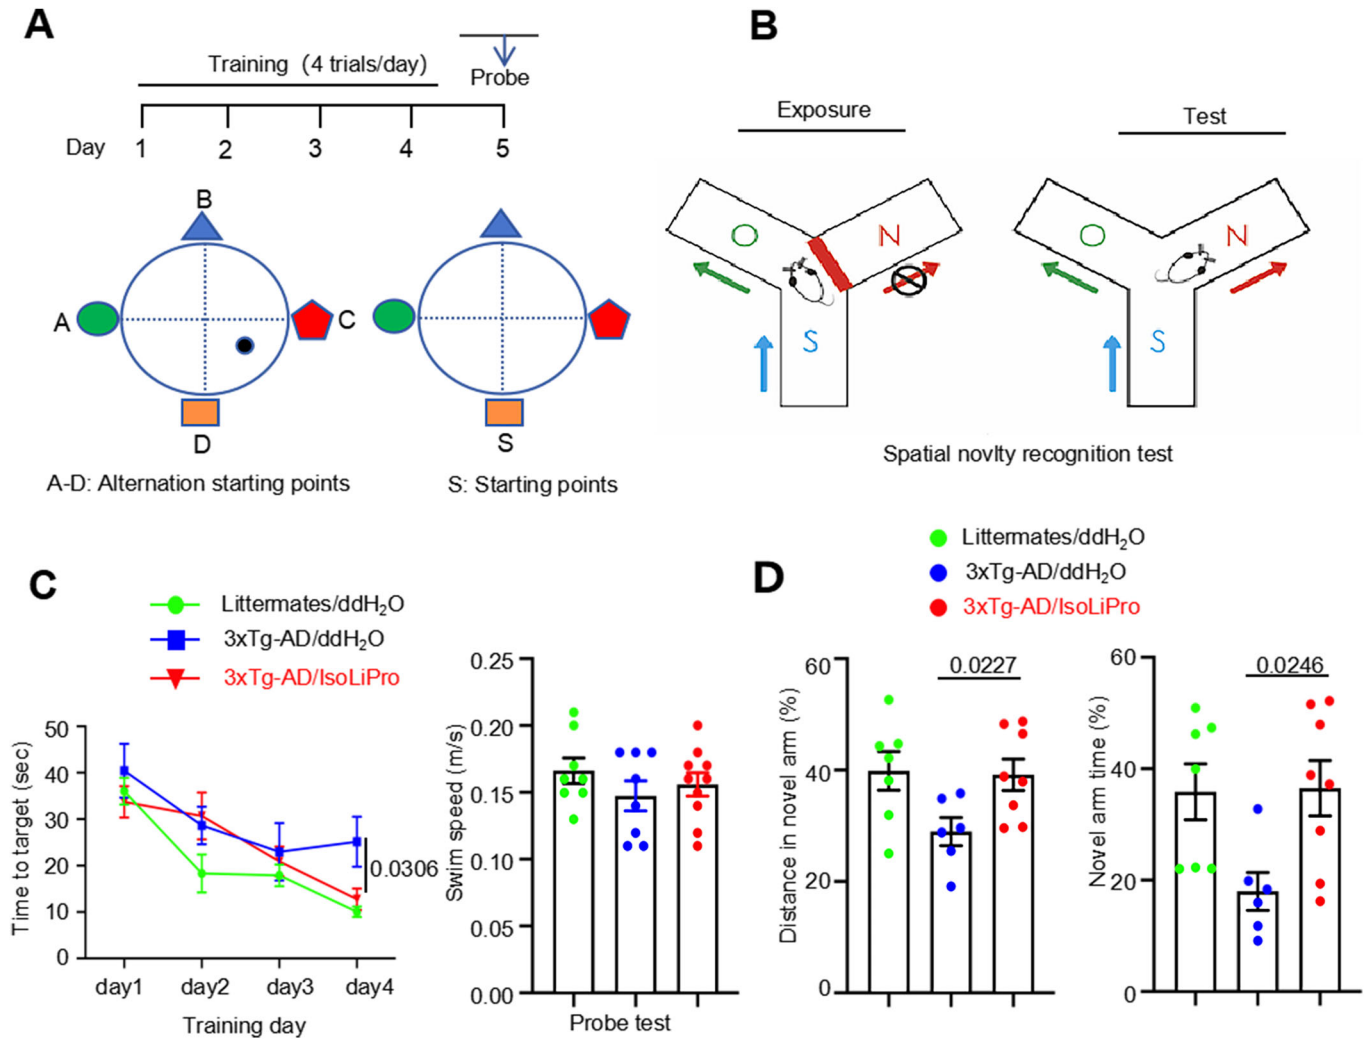 A
Training (4 trials/day)
Probe
Day 1 2 3 4 5
B
A C
D S
A-D: Alternation starting points S: Starting points
B
Exposure Test
O N O N
S S
Spatial novlty recognition test
C
Littermates/ddH₂O
3xTg-AD/ddH₂O
3xTg-AD/IsoLiPro
Time to target (sec)
50
40
30
20
10
0
0.0306
day1 day2 day3 day4
Training day
Swim speed (m/s)
0.25
0.20
0.15
0.10
0.05
0.00
Probe test
D
Littermates/ddH₂O
3xTg-AD/ddH₂O
3xTg-AD/IsoLiPro
Distance in novel arm (%)
60
40
20
0
0.0227
Novel arm time (%)
60
40
20
0
0.0246